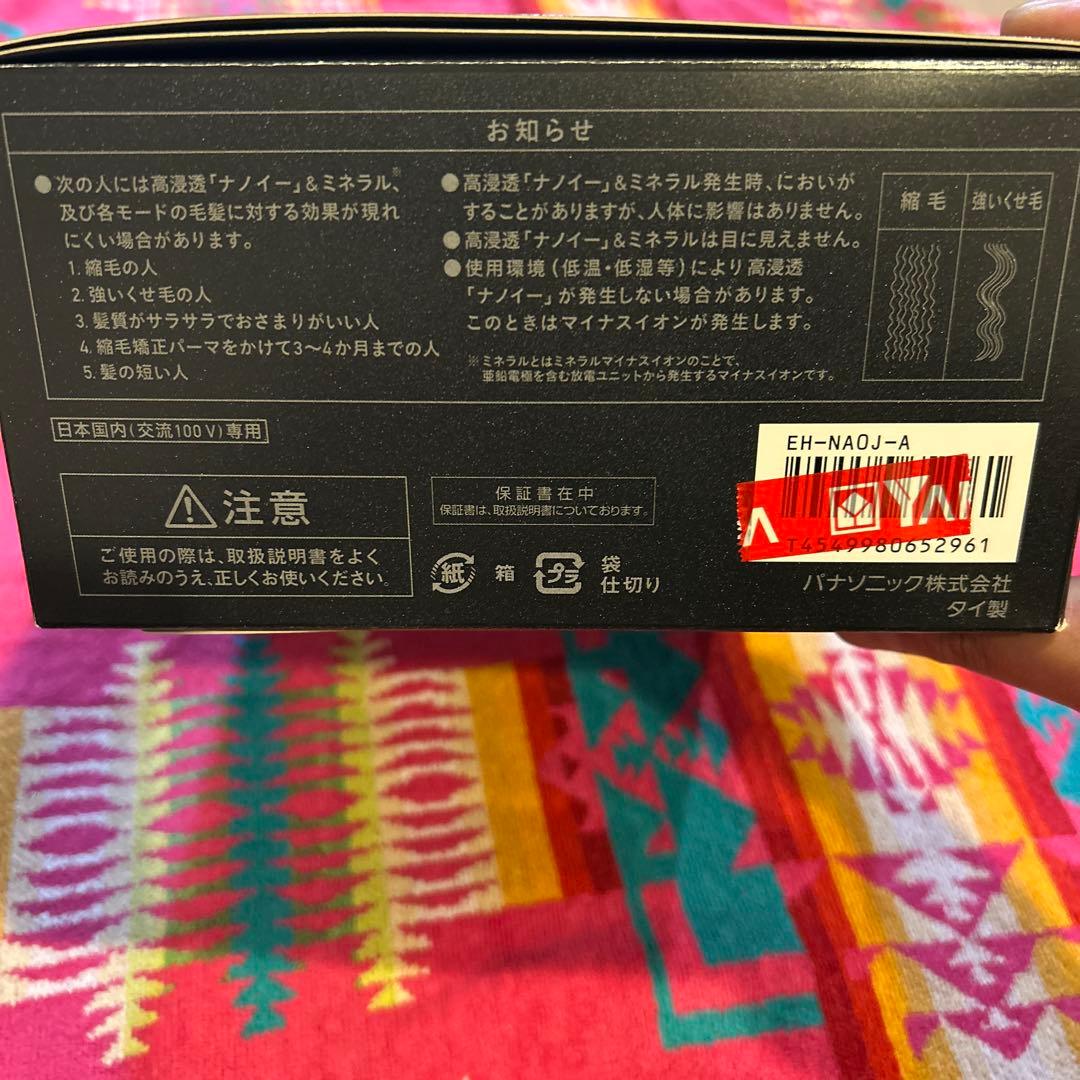 お知らせ
●次の人には高浸透「ナノイー」&ミネラル、※
及び各モードの毛髪に対する効果が現れ
にくい場合があります。
1. 縮毛の人
2. 強いくせ毛の人
3. 髪質がサラサラでおさまりがいい人
4. 縮毛矯正パーマをかけて3〜4か月までの人
5. 髪の短い人
●高浸透「ナノイー」&ミネラル発生時、においが
することがありますが、人体に影響はありません。
●高浸透「ナノイー」&ミネラルは目に見えません。
●使用環境(低温・低湿等)により高浸透
「ナノイー」が発生しない場合があります。
このときはマイナスイオンが発生します。
※ミネラルとはミネラルマイナスイオンのことで、
亜鉛電極を含む放電ユニットから発生するマイナスイオンです。
縮毛
強いくせ毛
日本国内(交流100V)専用
注意
ご使用の際は、取扱説明書をよく
お読みのうえ、正しくお使いください。
保証書在中
保証書は、取扱説明書についております。
紙 箱
プラ 袋
仕切り
EH-NA0J-A
YA
T4549980652961
パナソニック株式会社
タイ製